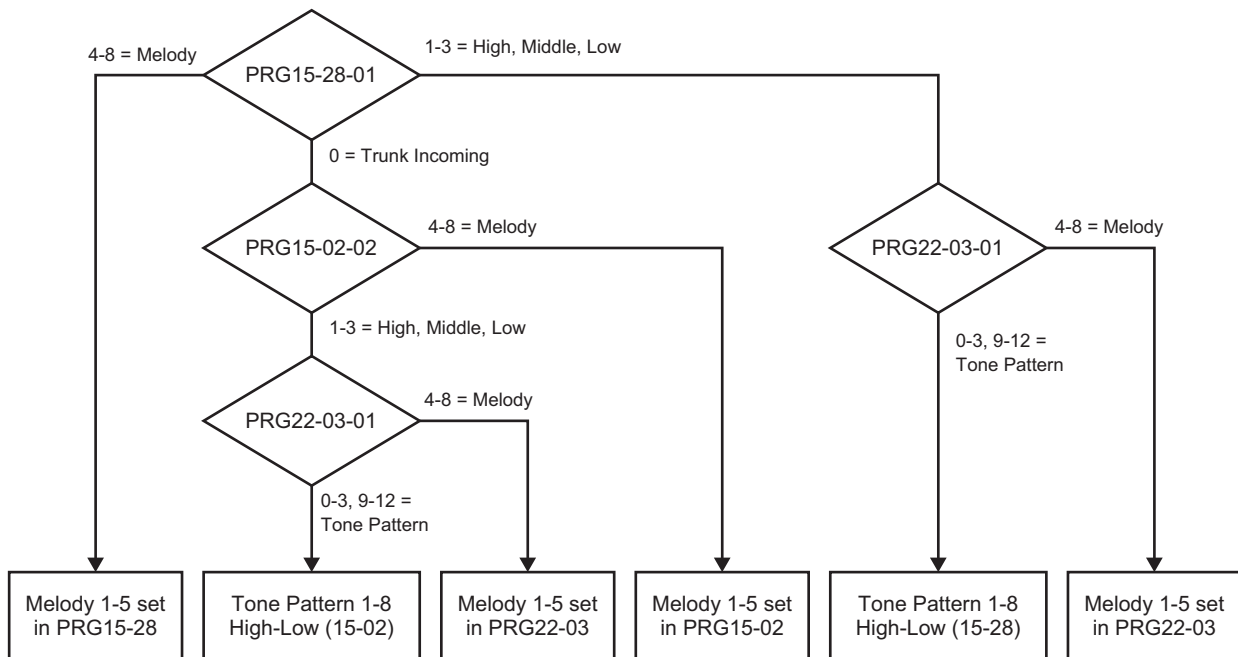 4-8 = Melody
PRG15-28-01
1-3 = High, Middle, Low
0 = Trunk Incoming
PRG15-02-02
4-8 = Melody
PRG22-03-01
4-8 = Melody
1-3 = High, Middle, Low
0-3, 9-12 =
Tone Pattern
PRG22-03-01
4-8 = Melody
0-3, 9-12 =
Tone Pattern
Melody 1-5 set
in PRG15-28
Tone Pattern 1-8
High-Low (15-02)
Melody 1-5 set
in PRG22-03
Melody 1-5 set
in PRG15-02
Tone Pattern 1-8
High-Low (15-28)
Melody 1-5 set
in PRG22-03